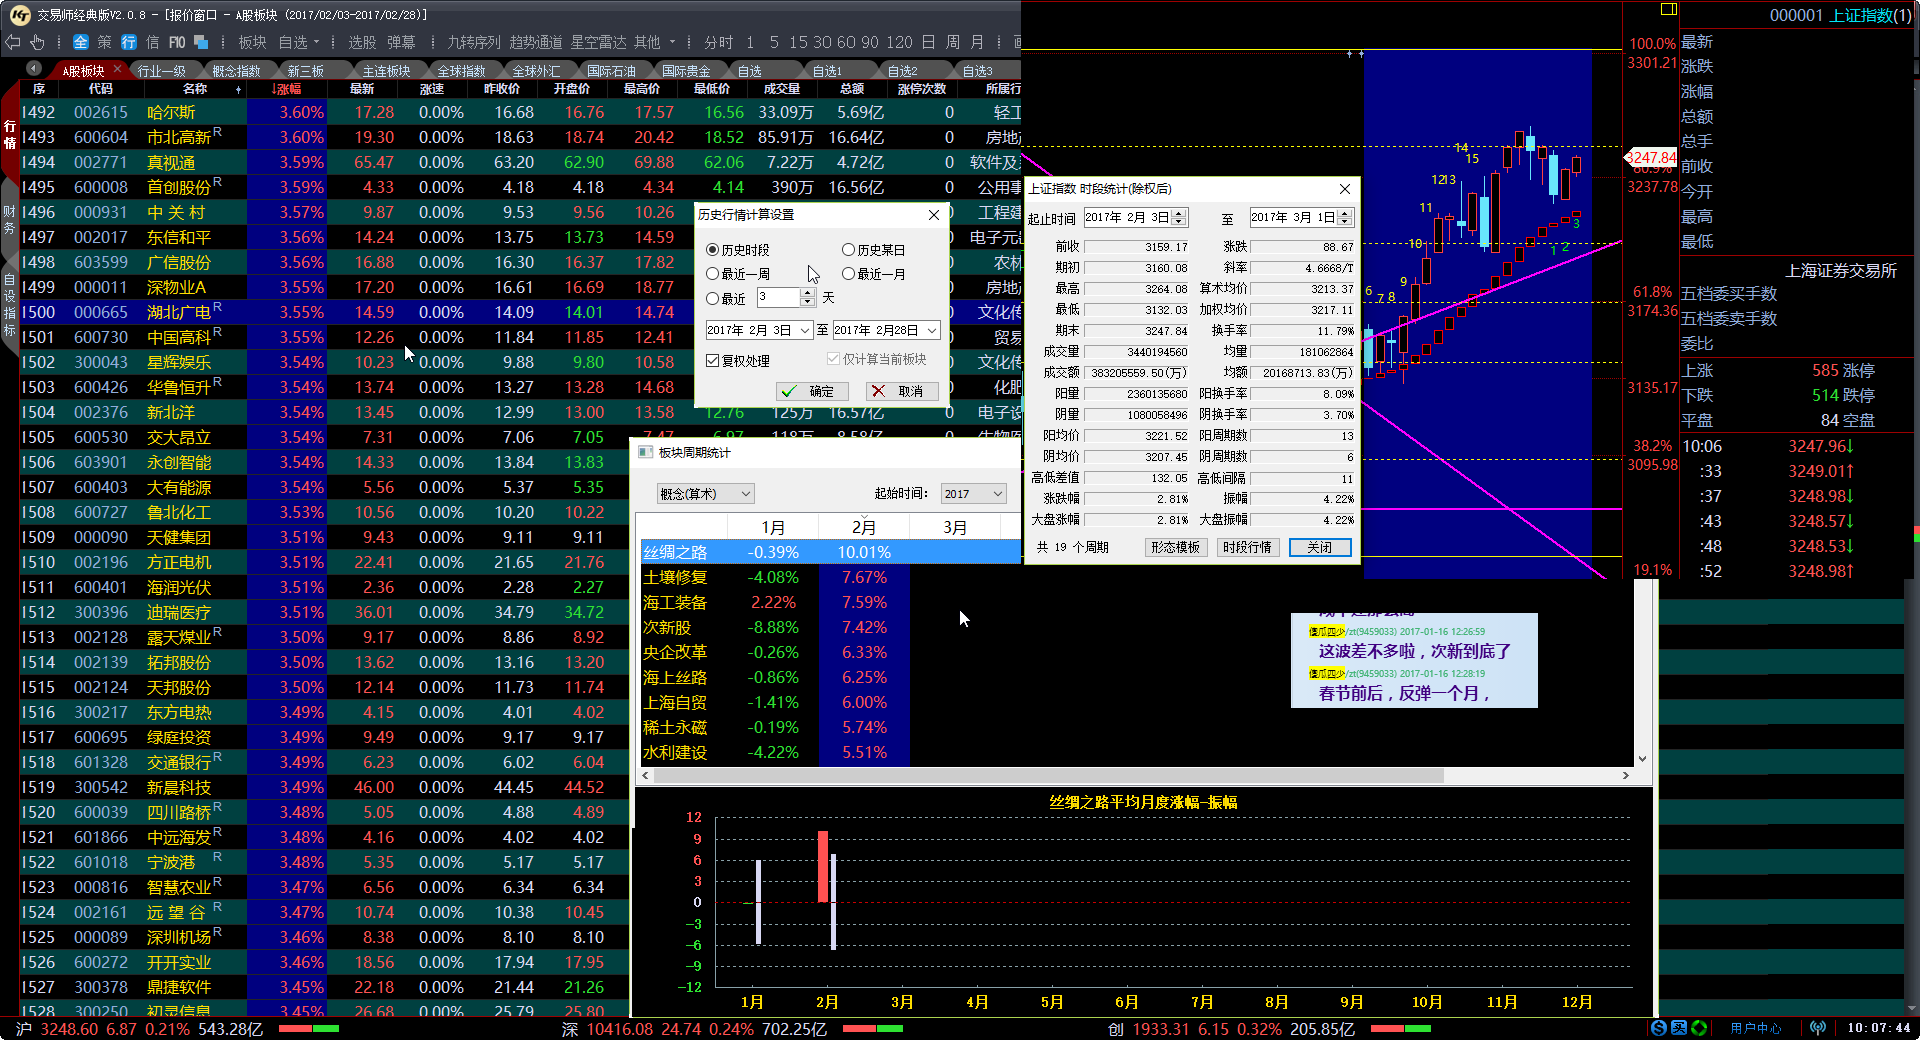 交易师经典版V2.0.8 - [报价窗口 - A股板块 (2017/02/03-2017/02/28)]
全 策 行 信 F10 板块 自选 选股 弹幕 九转序列 趋势通道 星空雷达 其他 分时 1 5 15 30 60 90 120 日 周 月
A股板块 行业一级 概念指数 新三板 主连板块 全球指数 全球外汇 国际石油 国际贵金 自选 自选1 自选2 自选3
序 代码 名称 ↓涨幅 最新 涨速 昨收价 开盘价 最高价 最低价 成交量 总额 涨停次数 所属行
行情
财务
自设指标
1492 002615 哈尔斯 3.60% 17.28 0.00% 16.68 16.76 17.57 16.56 33.09万 5.69亿 0 轻工
1493 600604 市北高新R 3.60% 19.30 0.00% 18.63 18.74 20.42 18.52 85.91万 16.64亿 0 房地产
1494 002771 真视通 3.59% 65.47 0.00% 63.20 62.90 69.88 62.06 7.22万 4.72亿 0 软件及
1495 600008 首创股份R 3.59% 4.33 0.00% 4.18 4.18 4.34 4.14 390万 16.56亿 0 公用事
1496 000931 中关村 3.57% 9.87 0.00% 9.53 9.56 10.26 工程建
1497 002017 东信和平 3.56% 14.24 0.00% 13.75 13.73 14.59 电子元
1498 603599 广信股份 3.56% 16.88 0.00% 16.30 16.37 17.82 农林
1499 000011 深物业A 3.55% 17.20 0.00% 16.61 16.69 18.77 房地产
1500 000665 湖北广电R 3.55% 14.59 0.00% 14.09 14.01 14.74 文化传
1501 600730 中国高科R 3.55% 12.26 0.00% 11.84 11.85 12.41 贸易
1502 300043 星辉娱乐 3.54% 10.23 0.00% 9.88 9.80 10.58 文化传
1503 600426 华鲁恒升R 3.54% 13.74 0.00% 13.27 13.28 14.68 化肥
1504 002376 新北洋 3.54% 13.45 0.00% 12.99 13.00 13.58 12.76 125万 16.57亿 0 电子设
1505 600530 交大昂立 3.54% 7.31 0.00% 7.06 7.05 7.47 6.97 118万 8.58亿 0 生物医
1506 603901 永创智能 3.54% 14.33 0.00% 13.84 13.83
1507 600403 大有能源 3.54% 5.56 0.00% 5.37 5.35
1508 600727 鲁北化工 3.53% 10.56 0.00% 10.20 10.22
1509 000090 天健集团 3.51% 9.43 0.00% 9.11 9.11
1510 002196 方正电机 3.51% 22.41 0.00% 21.65 21.76
1511 600401 海润光伏 3.51% 2.36 0.00% 2.28 2.27
1512 300396 迪瑞医疗 3.51% 36.01 0.00% 34.79 34.72
1513 002128 露天煤业R 3.50% 9.17 0.00% 8.86 8.92
1514 002139 拓邦股份 3.50% 13.62 0.00% 13.16 13.20
1515 002124 天邦股份 3.50% 12.14 0.00% 11.73 11.74
1516 300217 东方电热 3.49% 4.15 0.00% 4.01 4.02
1517 600695 绿庭投资 3.49% 9.49 0.00% 9.17 9.17
1518 601328 交通银行R 3.49% 6.23 0.00% 6.02 6.04
1519 300542 新晨科技 3.49% 46.00 0.00% 44.45 44.52
1520 600039 四川路桥R 3.48% 5.05 0.00% 4.88 4.89
1521 601866 中远海发R 3.48% 4.16 0.00% 4.02 4.02
1522 601018 宁波港R 3.48% 5.35 0.00% 5.17 5.17
1523 000816 智慧农业R 3.47% 6.56 0.00% 6.34 6.34
1524 002161 远望谷R 3.47% 10.74 0.00% 10.38 10.45
1525 000089 深圳机场R 3.46% 8.38 0.00% 8.10 8.10
1526 600272 开开实业 3.46% 18.56 0.00% 17.94 17.95
1527 300378 鼎捷软件 3.45% 22.18 0.00% 21.44 21.26
1528 300250 初灵信息 3.45% 26.68 0.00% 25.79 25.80
历史行情计算设置
历史时段 历史某日
最近一周 最近一月
最近 3 天
2017年 2月 3日 至 2017年 2月28日
复权处理 仅计算当前板块
确定 取消
板块周期统计
概念(算术) 起始时间： 2017
1月 2月 3月
丝绸之路 -0.39% 10.01%
土壤修复 -4.08% 7.67%
海工装备 2.22% 7.59%
次新股 -8.88% 7.42%
央企改革 -0.26% 6.33%
海上丝路 -0.86% 6.25%
上海自贸 -1.41% 6.00%
稀土永磁 -0.19% 5.74%
水利建设 -4.22% 5.51%
丝绸之路平均月度涨幅-振幅
12
9
6
3
0
-3
-6
-9
-12
1月 2月 3月 4月 5月 6月 7月 8月 9月 10月 11月 12月
上证指数 时段统计(除权后)
起止时间 2017年 2月 3日 至 2017年 3月 1日
前收 3159.17 涨跌 88.67
期初 3160.08 斜率 4.6668/T
最高 3264.08 算术均价 3213.37
最低 3132.03 加权均价 3217.11
期末 3247.84 换手率 11.79%
成交量 3440194560 均量 181062864
成交额 383205559.50(万) 均额 20168713.83(万)
阳量 2360135680 阳换手率 8.09%
阴量 1080058496 阴换手率 3.70%
阳均价 3221.52 阳周期数 13
阴均价 3207.45 阴周期数 6
高低差值 132.05 高低间隔 11
涨跌幅 2.81% 振幅 4.22%
大盘涨幅 2.81% 大盘振幅 4.22%
共 19 个周期 形态模板 时段行情 关闭
6 7 8 9 10 11 12 13 14 15
1 2 3
100.0%
3301.21
3247.84
80.9%
3237.78
61.8%
3174.36
3135.17
38.2%
3095.98
19.1%
000001 上证指数(1)
最新
涨跌
涨幅
总额
总手
前收
今开
最高
最低
上海证券交易所
五档委买手数
五档委卖手数
委比
上涨 585 涨停
下跌 514 跌停
平盘 84 空盘
10:06 3247.96↓
:33 3249.01↑
:37 3248.98↓
:43 3248.57↓
:48 3248.53↓
:52 3248.98↑
傻瓜四少/zt(9459033) 2017-01-16 12:26:59
这波差不多啦，次新到底了
傻瓜四少/zt(9459033) 2017-01-16 12:28:19
春节前后，反弹一个月，
沪 3248.60 6.87 0.21% 543.28亿 深 10416.08 24.74 0.24% 702.25亿 创 1933.31 6.15 0.32% 205.85亿 用户中心 10:07:44